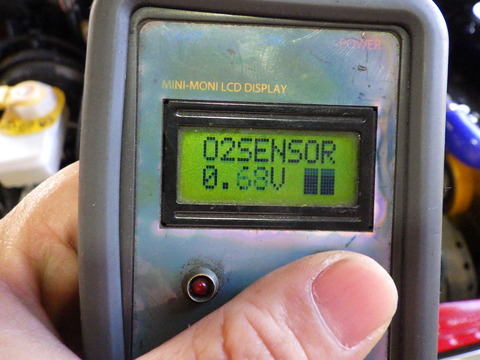 POWER
MINI-MONI LCD DISPLAY
O2SENSOR
0.68V